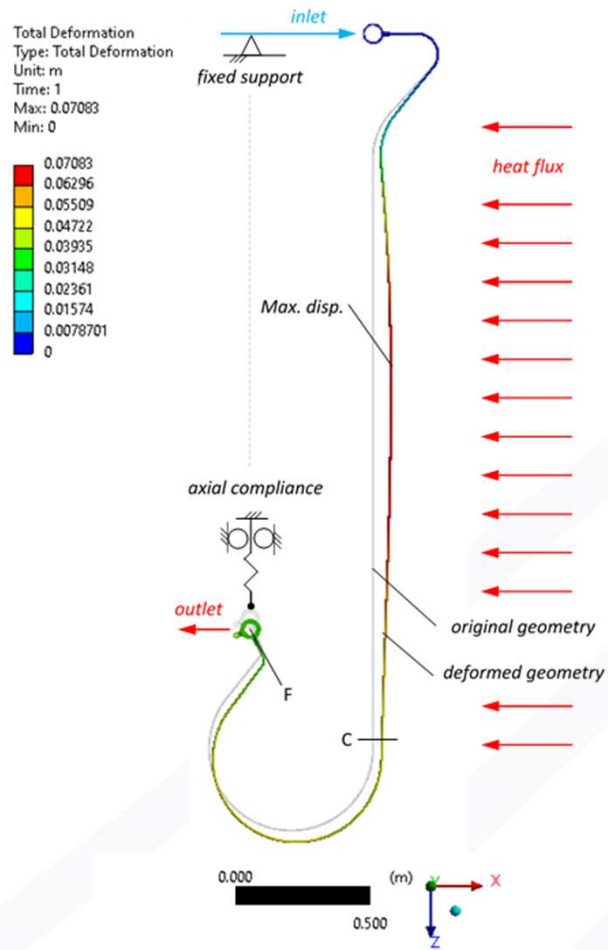 Total Deformation
Type: Total Deformation
Unit: m
Time: 1
Max: 0.07083
Min: 0
0.07083
0.06296
0.05509
0.04722
0.03935
0.03148
0.02361
0.01574
0.0078701
0
inlet
fixed support
heat flux
Max. disp.
axial compliance
outlet
original geometry
deformed geometry
F
C
0.000
(m)
0.500
Y
X
Z